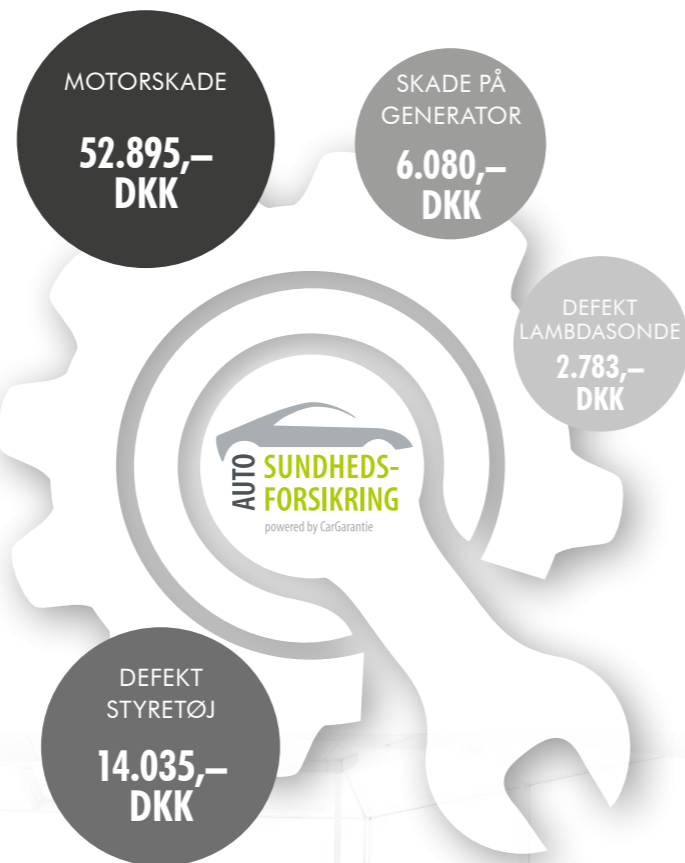 MOTORSKADE
52.895,–
DKK
SKADE PÅ
GENERATOR
6.080,–
DKK
DEFEKT
LAMBDASONDE
2.783,–
DKK
AUTO
SUNDHEDS-
FORSIKRING
powered by CarGarantie
DEFEKT
STYRETØJ
14.035,–
DKK